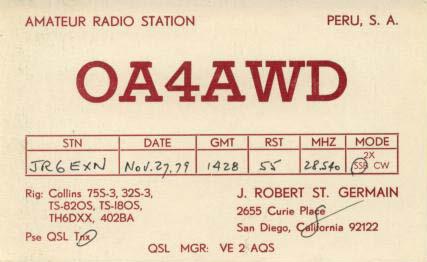 AMATEUR RADIO STATION PERU, S. A.
OA4AWD
STN DATE GMT RST MHZ MODE
JR6EXN Nov. 27, 79 1428 55 28.540 2X SSB CW
Rig: Collins 75S-3, 32S-3,
TS-820S, TS-180S,
TH6DXX, 402BA
Pse QSL Tnx
J. ROBERT ST. GERMAIN
2655 Curie Place
San Diego, California 92122
QSL MGR: VE 2 AQS